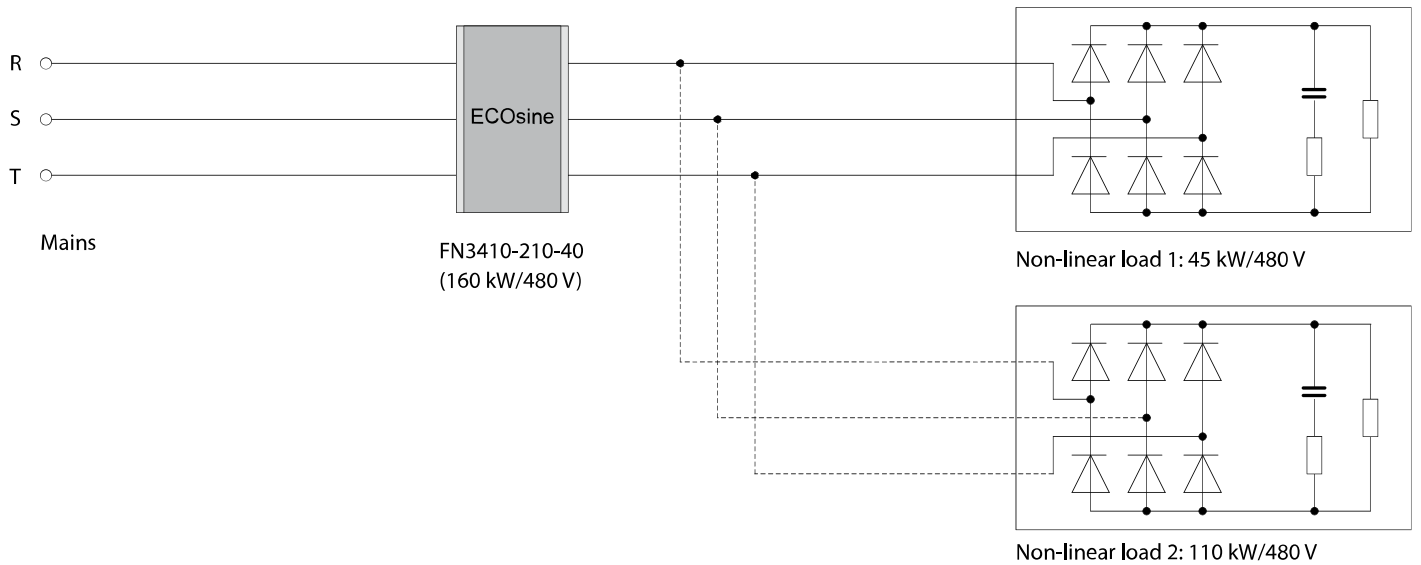 R
S
T
Mains
ECOsine
FN3410-210-40
(160 kW/480 V)
Non-linear load 1: 45 kW/480 V
Non-linear load 2: 110 kW/480 V